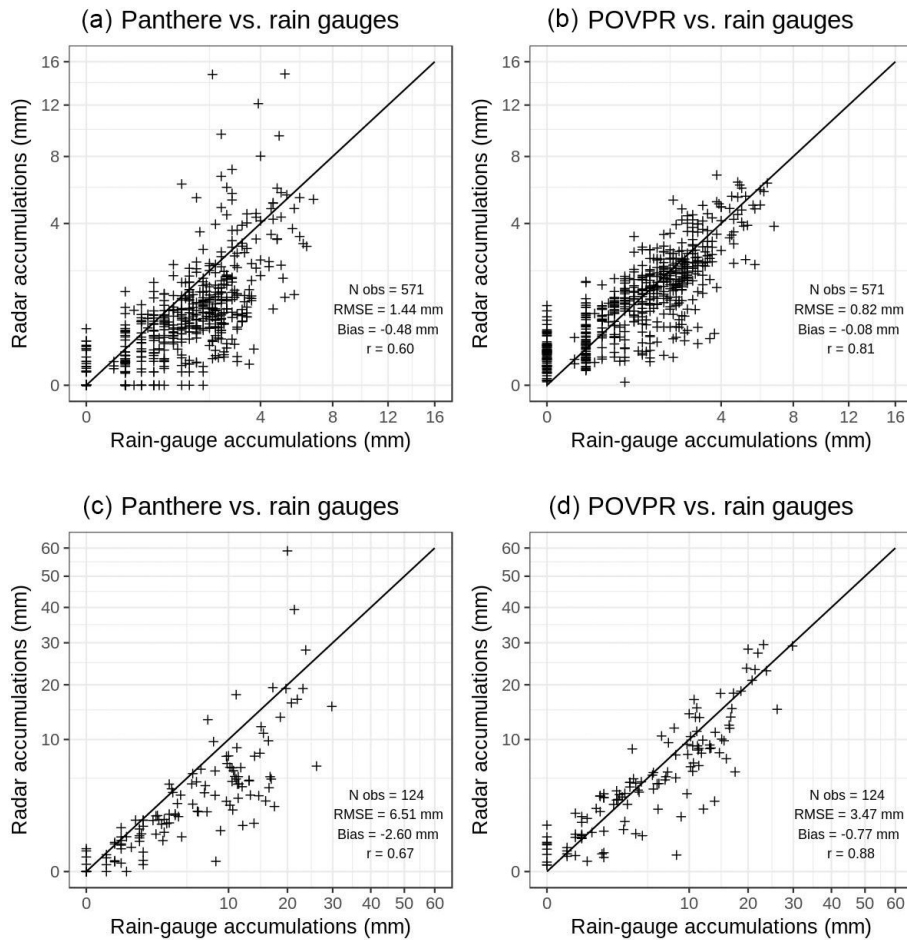 (a) Panthere vs. rain gauges
(b) POVPR vs. rain gauges
Radar accumulations (mm)
16
12
8
4
0
N obs = 571
RMSE = 1.44 mm
Bias = -0.48 mm
r = 0.60
0 4 8 12 16
Rain-gauge accumulations (mm)
Radar accumulations (mm)
16
12
8
4
0
N obs = 571
RMSE = 0.82 mm
Bias = -0.08 mm
r = 0.81
0 4 8 12 16
Rain-gauge accumulations (mm)
(c) Panthere vs. rain gauges
(d) POVPR vs. rain gauges
Radar accumulations (mm)
60
50
40
30
20
10
0
N obs = 124
RMSE = 6.51 mm
Bias = -2.60 mm
r = 0.67
0 10 20 30 40 50 60
Rain-gauge accumulations (mm)
Radar accumulations (mm)
60
50
40
30
20
10
0
N obs = 124
RMSE = 3.47 mm
Bias = -0.77 mm
r = 0.88
0 10 20 30 40 50 60
Rain-gauge accumulations (mm)